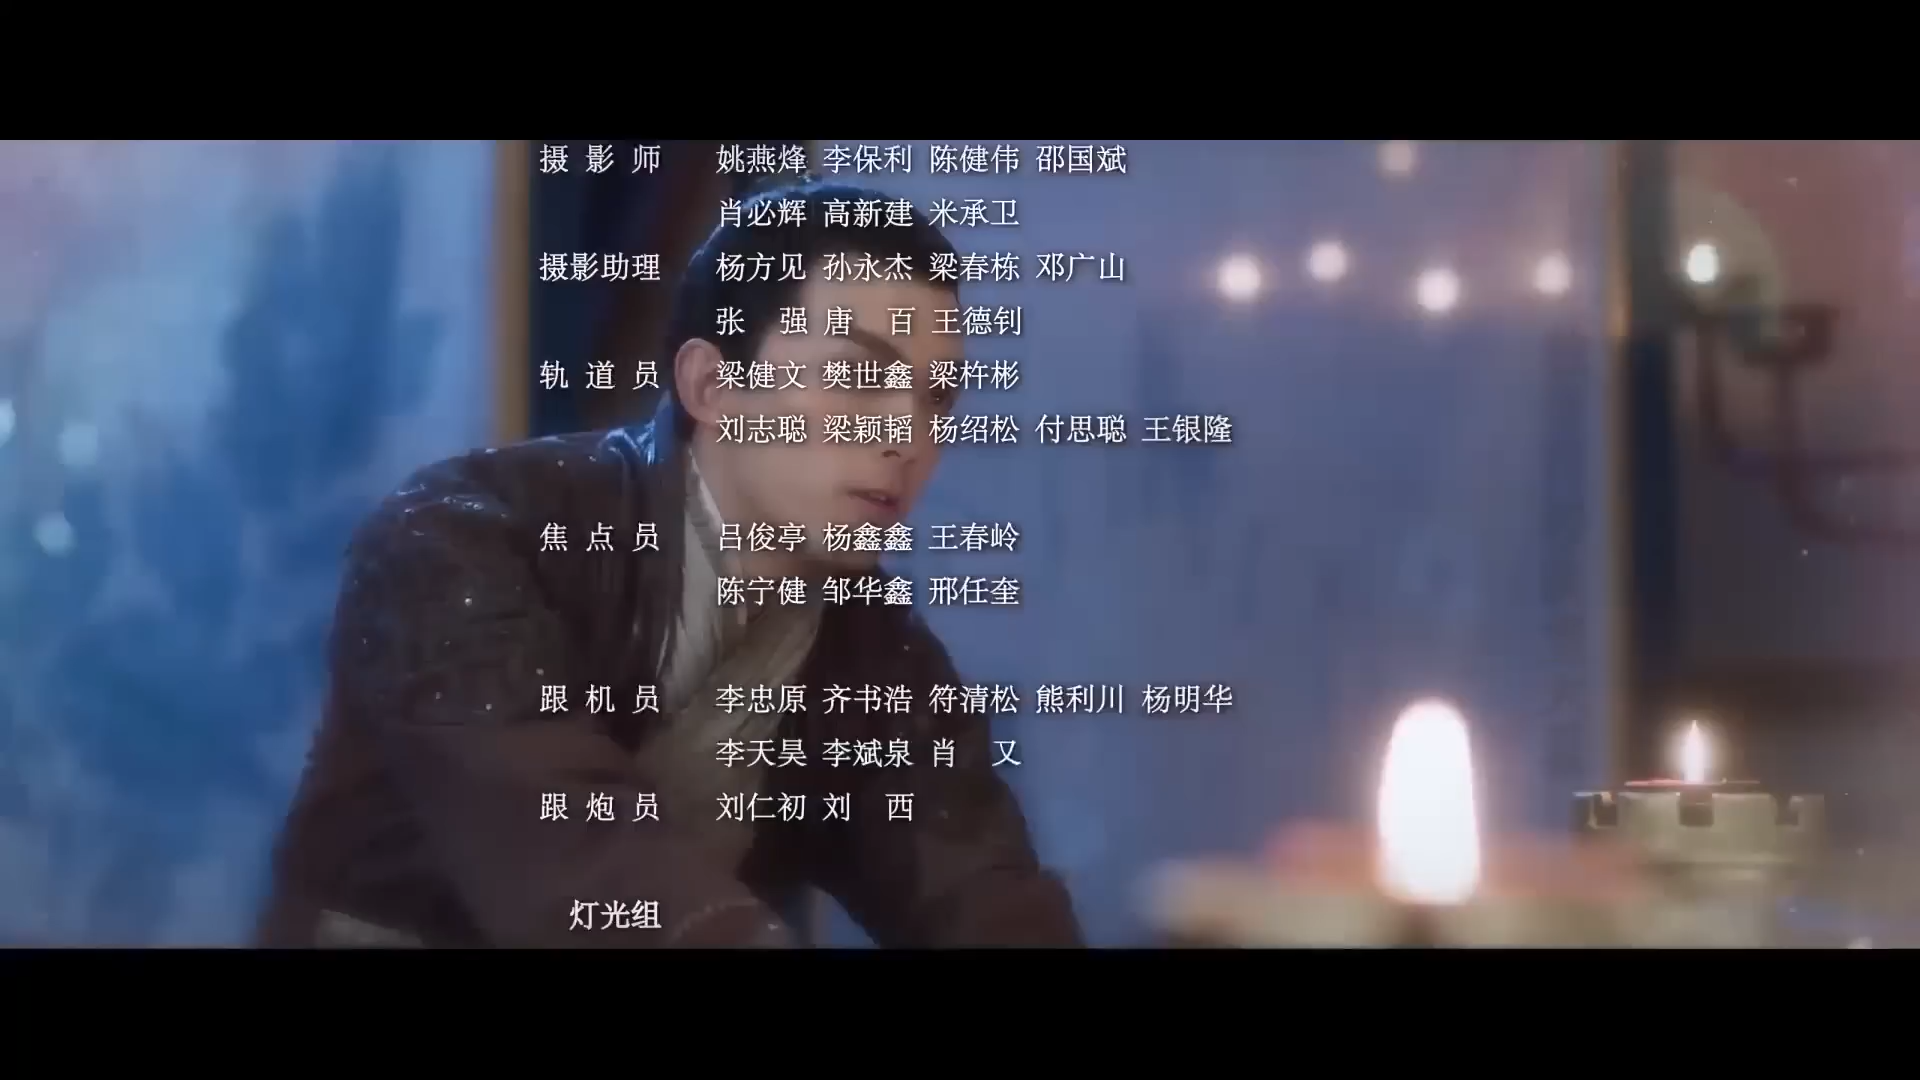 摄影师 姚燕烽 李保利 陈健伟 邵国斌
肖必辉 高新建 米承卫
摄影助理 杨方见 孙永杰 梁春栋 邓广山
张强 唐百 王德钊
轨道员 梁健文 樊世鑫 梁杵彬
刘志聪 梁颖韬 杨绍松 付思聪 王银隆
焦点员 吕俊亭 杨鑫鑫 王春岭
陈宁健 邹华鑫 邢任奎
跟机员 李忠原 齐书浩 符清松 熊利川 杨明华
李天昊 李斌泉 肖又
跟炮员 刘仁初 刘西
灯光组